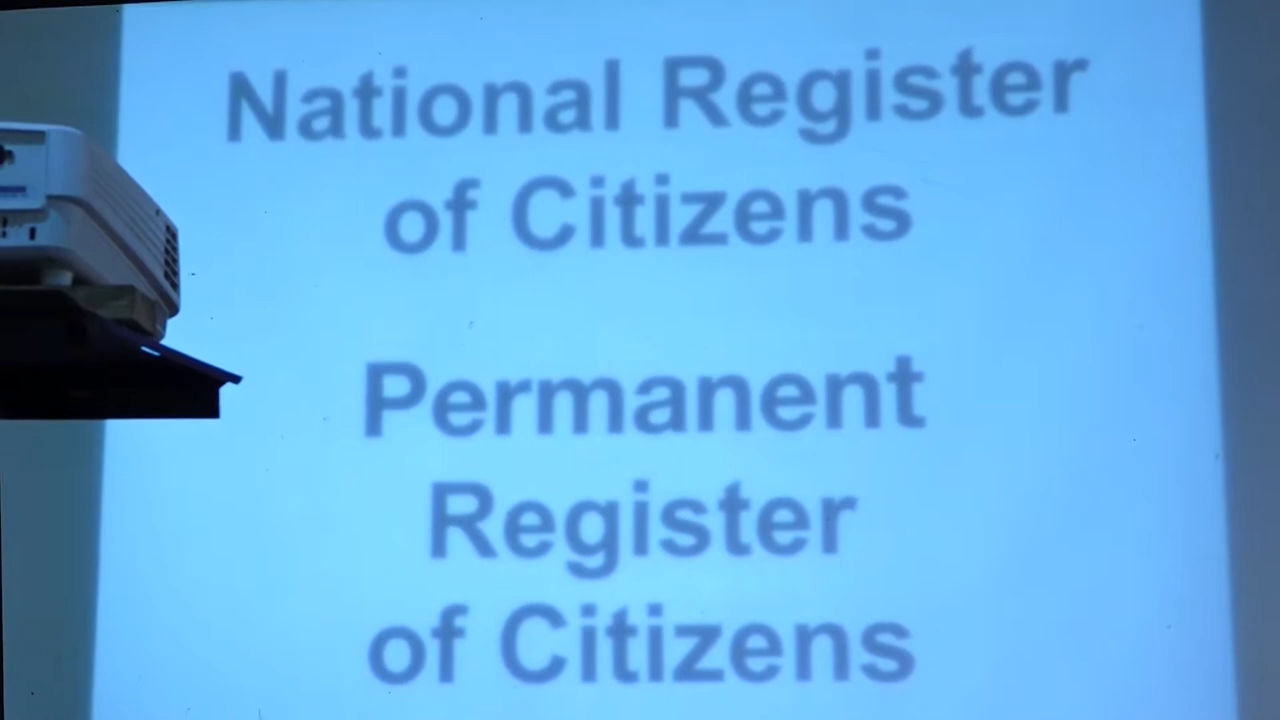 National Register
of Citizens
Permanent
Register
of Citizens